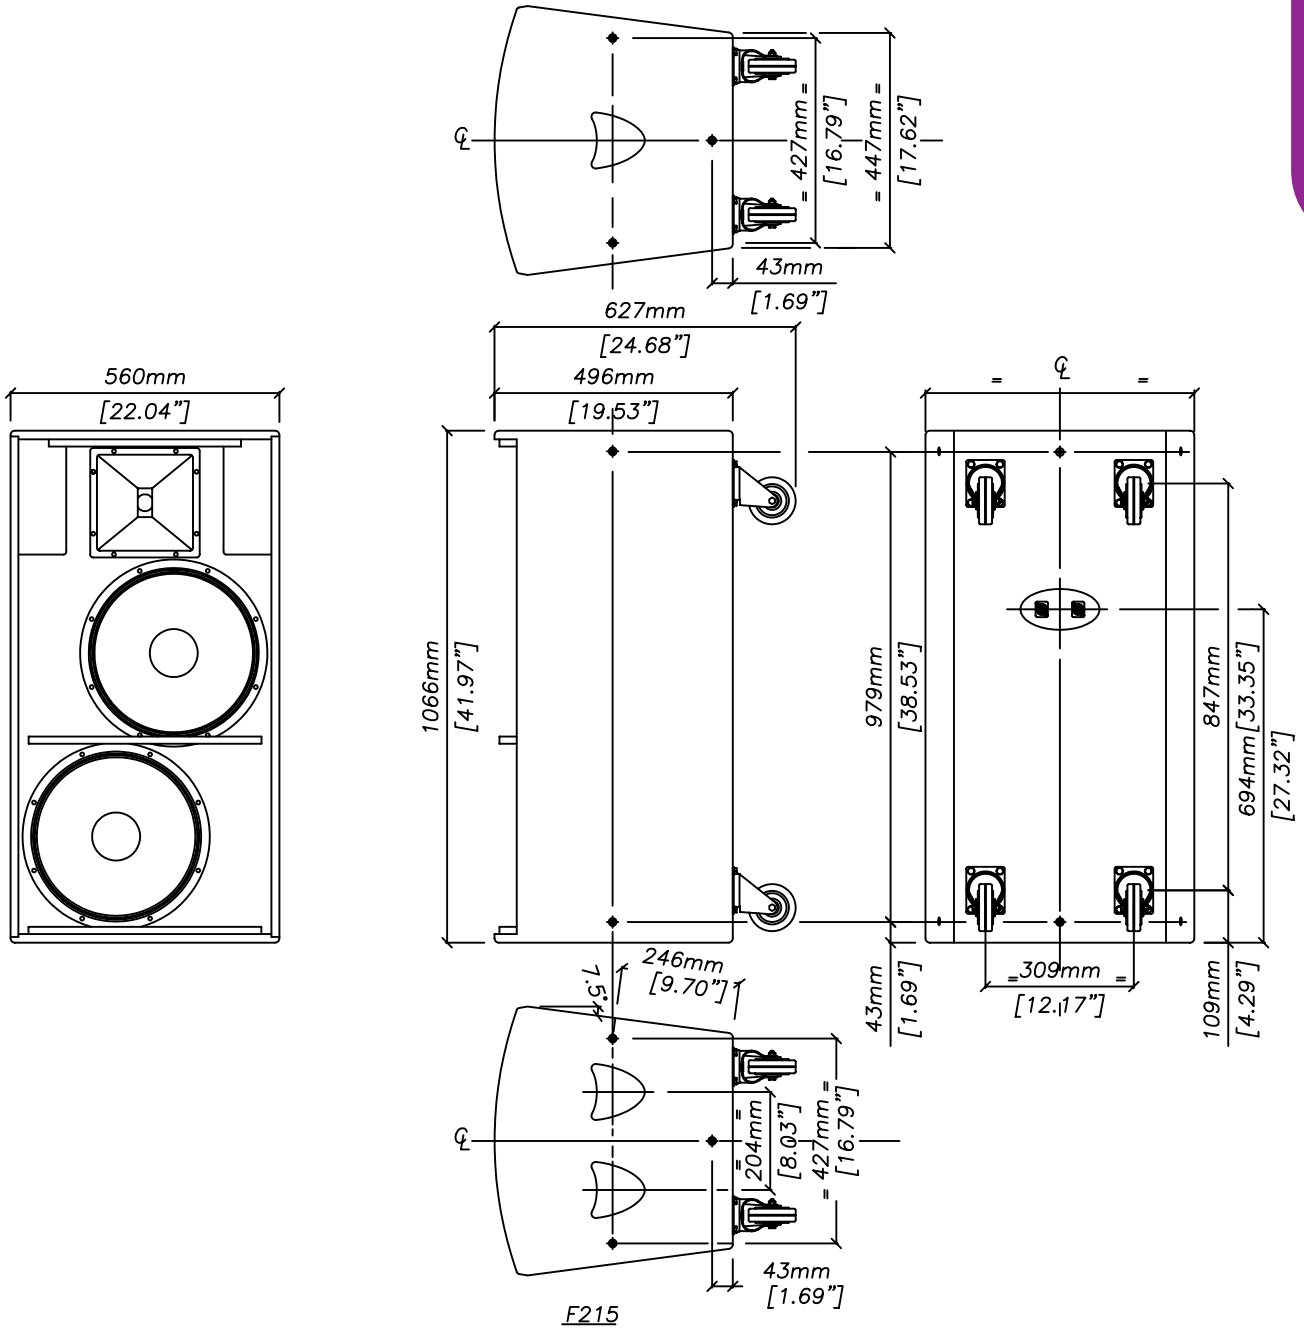 ℄
= 427mm =
[16.79”]
= 447mm =
[17.62”]
43mm
[1.69”]
627mm
[24.68”]
560mm
[22.04”]
496mm
[19.53”]
= ℄ =
1066mm
[41.97”]
979mm
[38.53”]
847mm
[33.35”]
694mm
[27.32”]
43mm
[1.69”]
=309mm =
[12.17”]
109mm
[4.29”]
7.5°
246mm
[9.70”]
℄
= 204mm =
[8.03”]
= 427mm =
[16.79”]
43mm
[1.69”]
F215